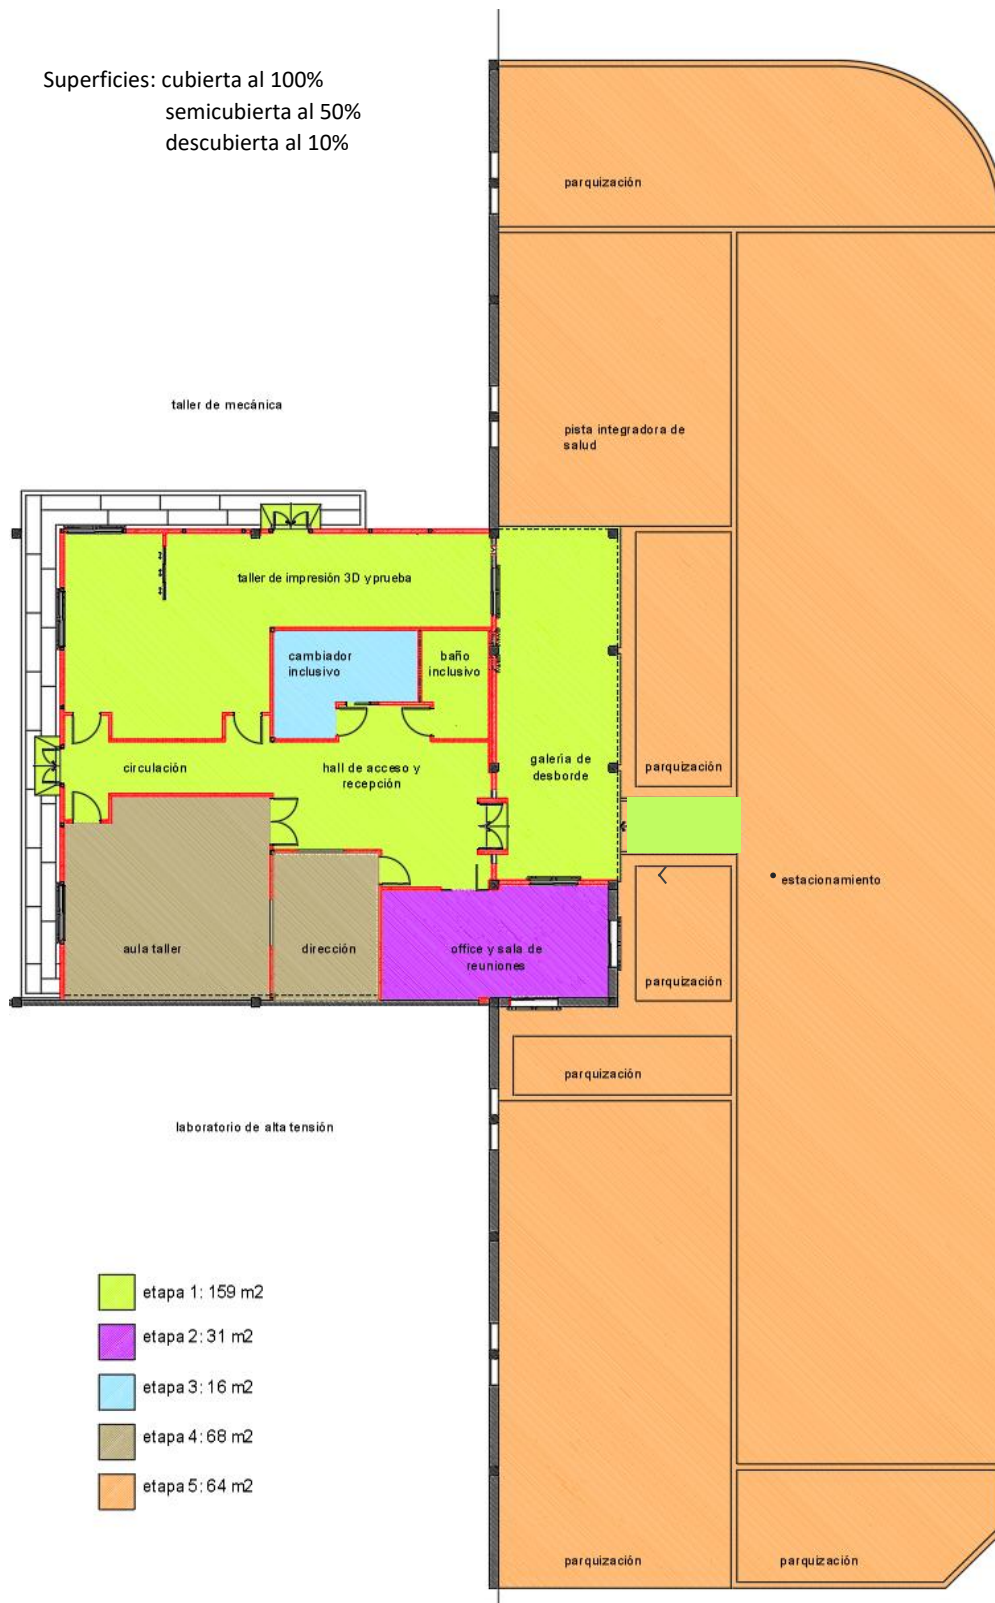 Superficies: cubierta al 100%
semicubierta al 50%
descubierta al 10%
parquización
taller de mecánica
pista integradora de
salud
taller de impresión 3D y prueba
cambiador
inclusivo
baño
inclusivo
circulación
hall de acceso y
recepción
galería de
desborde
parquización
estacionamiento
aula taller
dirección
office y sala de
reuniones
parquización
parquización
laboratorio de alta tensión
etapa 1: 159 m2
etapa 2: 31 m2
etapa 3: 16 m2
etapa 4: 68 m2
etapa 5: 64 m2
parquización
parquización